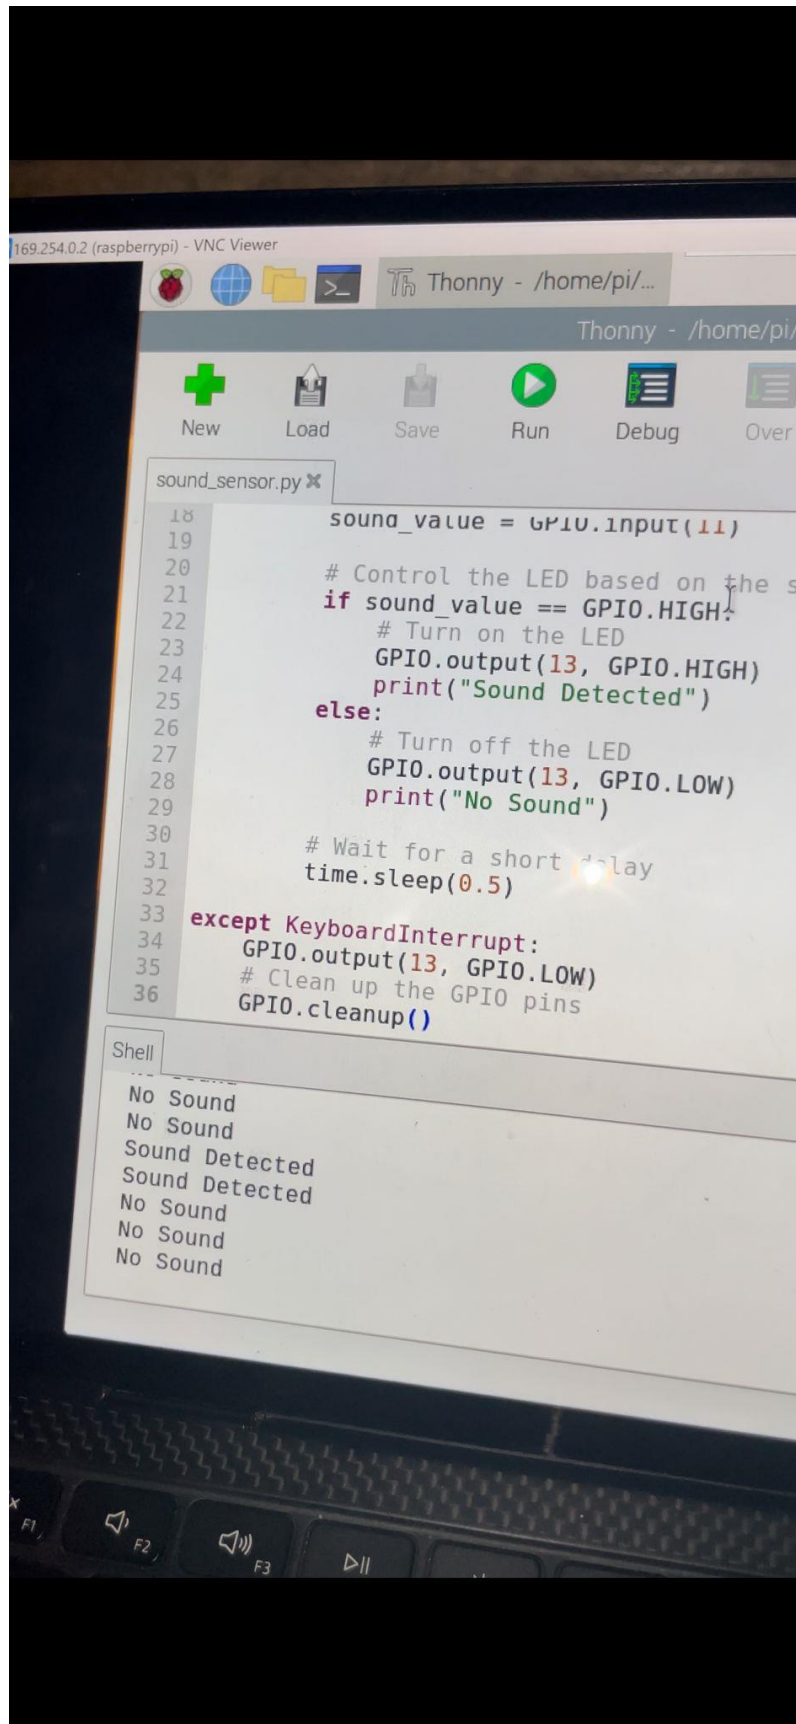 169.254.0.2 (raspberrypi) - VNC Viewer
Thonny - /home/pi/...
Thonny - /home/pi/
New Load Save Run Debug Over
sound_sensor.py
18 sound_value = GPIO.input(11)
19
20 # Control the LED based on the s
21 if sound_value == GPIO.HIGH:
22 # Turn on the LED
23 GPIO.output(13, GPIO.HIGH)
24 print("Sound Detected")
25 else:
26 # Turn off the LED
27 GPIO.output(13, GPIO.LOW)
28 print("No Sound")
29
30 # Wait for a short delay
31 time.sleep(0.5)
32
33 except KeyboardInterrupt:
34 GPIO.output(13, GPIO.LOW)
35 # Clean up the GPIO pins
36 GPIO.cleanup()
Shell
No Sound
No Sound
Sound Detected
Sound Detected
No Sound
No Sound
No Sound
F1
F2
F3